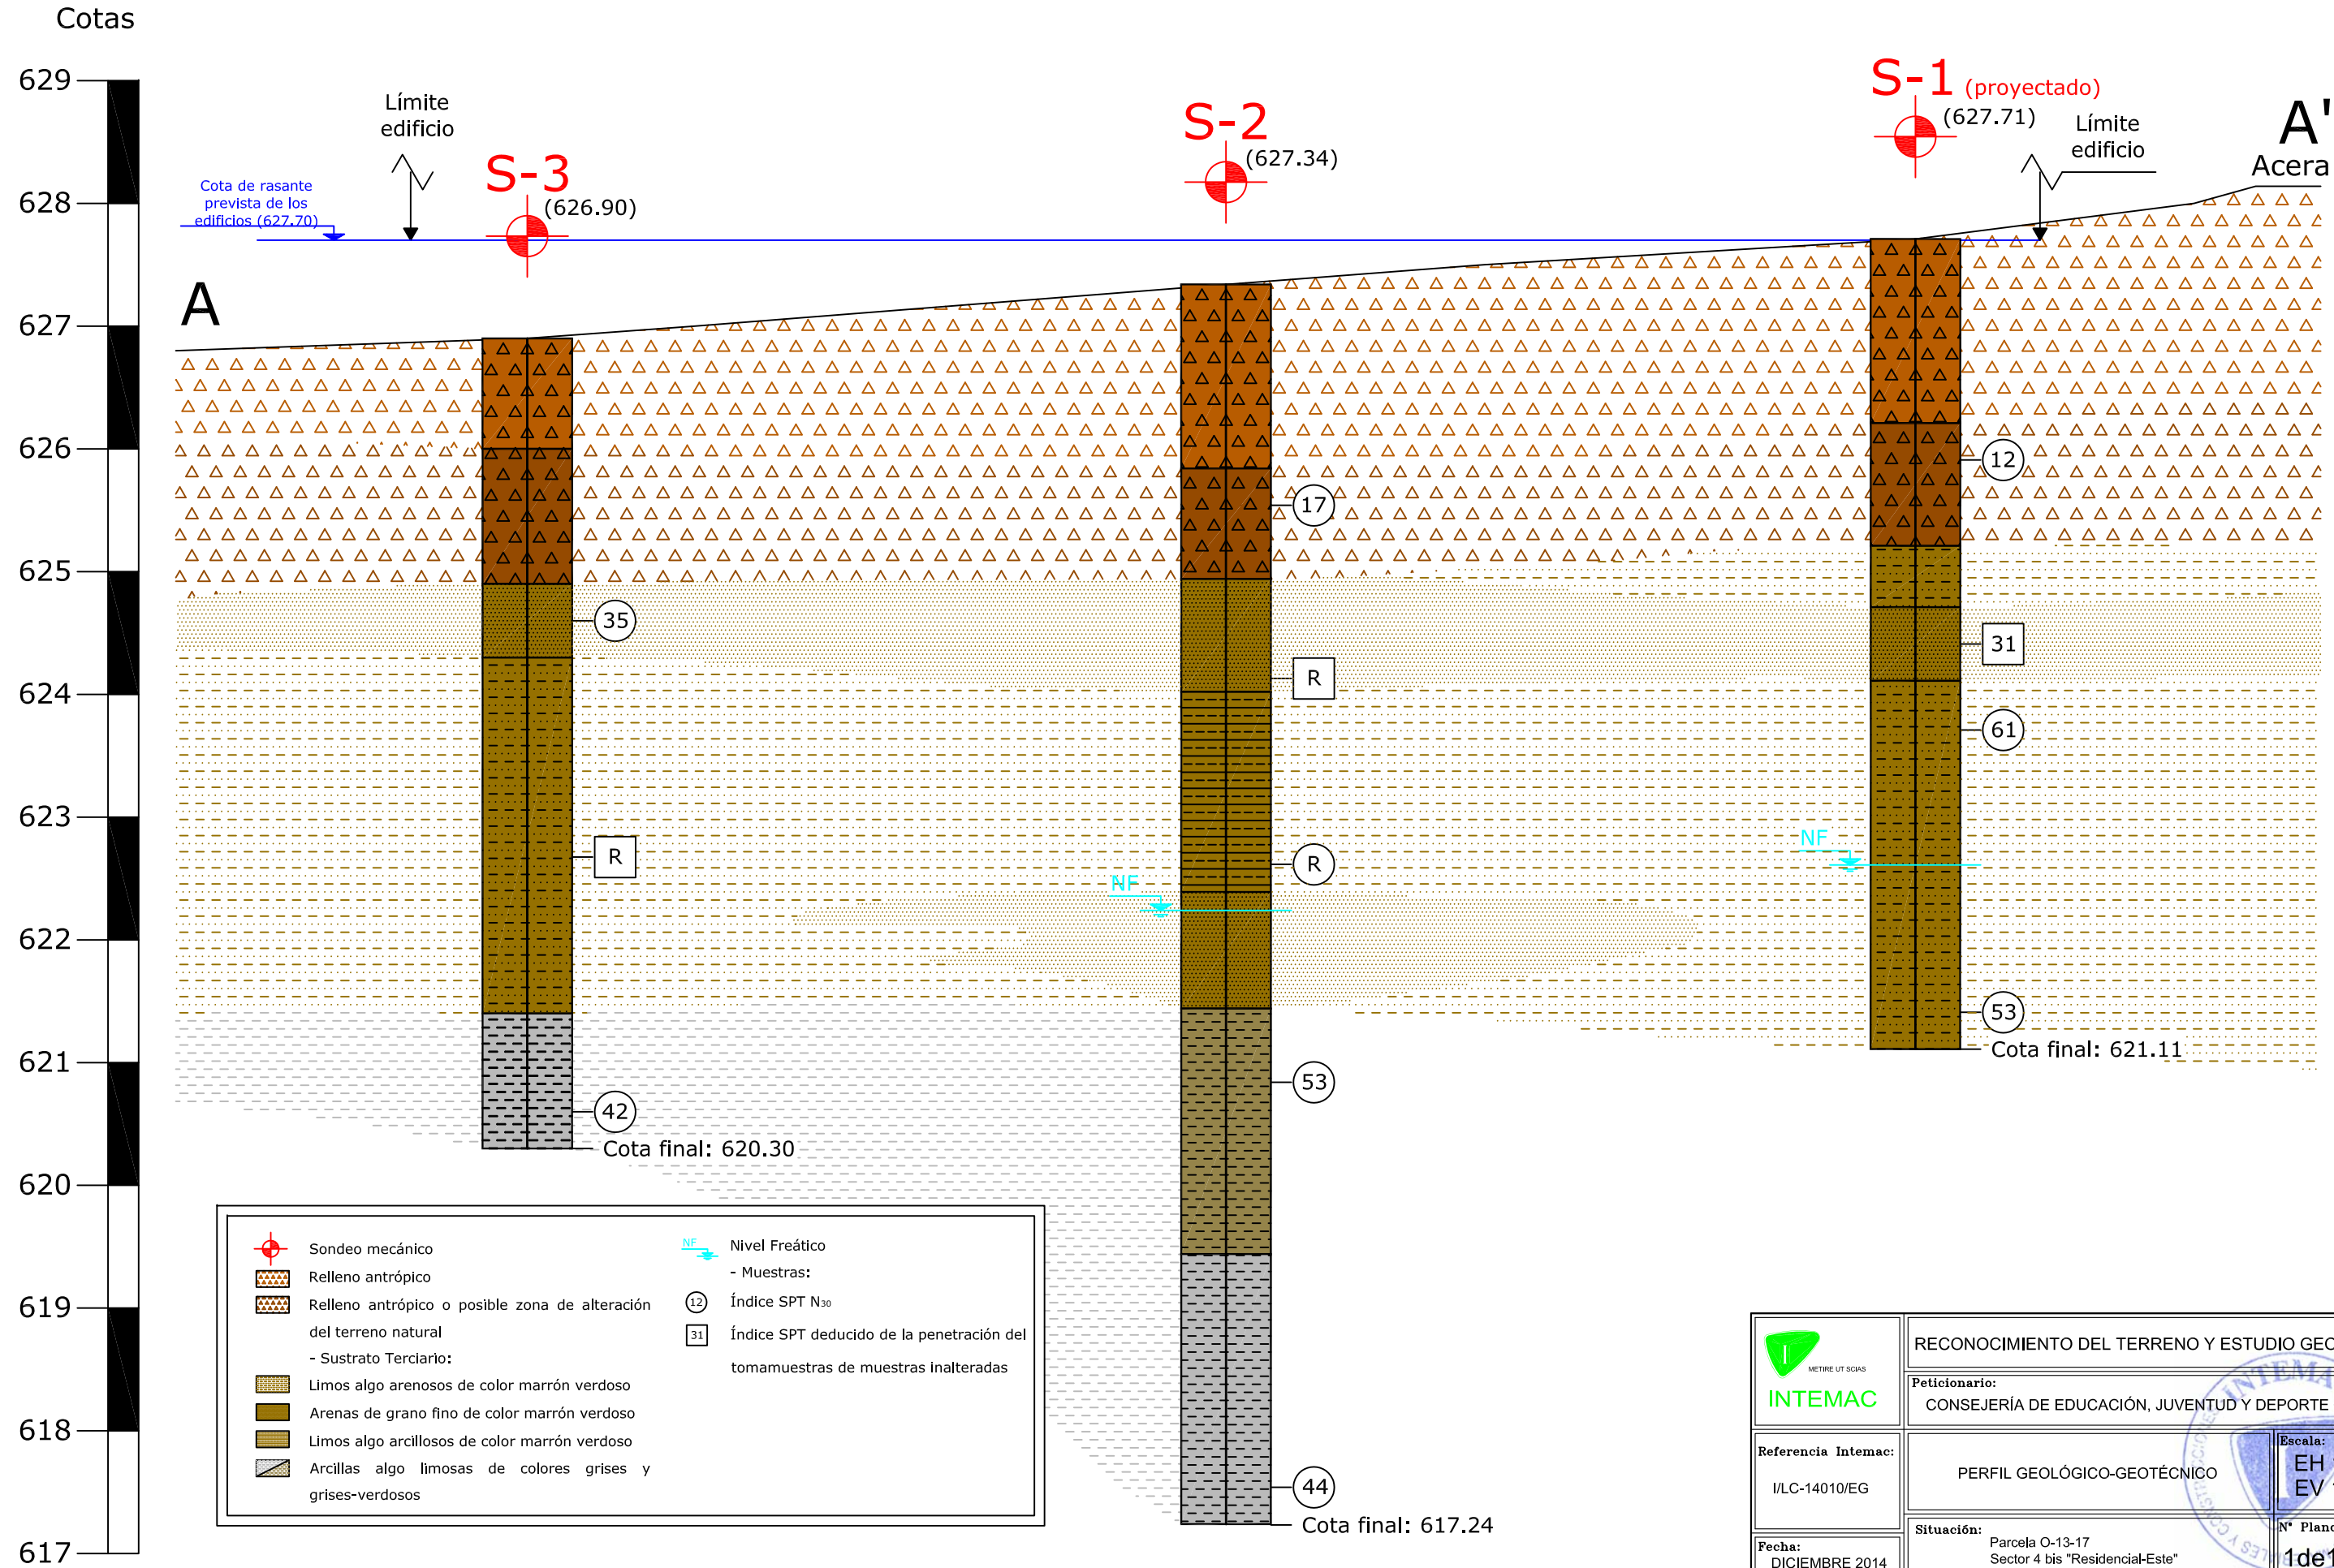 Cotas
629
628
627
626
625
624
623
622
621
620
619
618
617
Límite
edificio
Cota de rasante
prevista de los
edificios (627.70)
A
S-3
(626.90)
S-2
(627.34)
S-1 (proyectado)
(627.71)
Límite
edificio
A'
Acera
35
R
42
Cota final: 620.30
17
R
R
NF
53
44
Cota final: 617.24
12
31
61
NF
53
Cota final: 621.11
Sondeo mecánico
Relleno antrópico
Relleno antrópico o posible zona de alteración
del terreno natural
- Sustrato Terciario:
Limos algo arenosos de color marrón verdoso
Arenas de grano fino de color marrón verdoso
Limos algo arcillosos de color marrón verdoso
Arcillas algo limosas de colores grises y
grises-verdosos
NF
Nivel Freático
- Muestras:
12 Índice SPT N30
31 Índice SPT deducido de la penetración del
tomamuestras de muestras inalteradas
METIRE UT SCIAS
INTEMAC
RECONOCIMIENTO DEL TERRENO Y ESTUDIO GEO
Peticionario:
CONSEJERÍA DE EDUCACIÓN, JUVENTUD Y DEPORTE
Referencia Intemac:
I/LC-14010/EG
PERFIL GEOLÓGICO-GEOTÉCNICO
Escala:
EH
EV
Fecha:
DICIEMBRE 2014
Situación:
Parcela O-13-17
Sector 4 bis "Residencial-Este"
Nº Plano
1de1